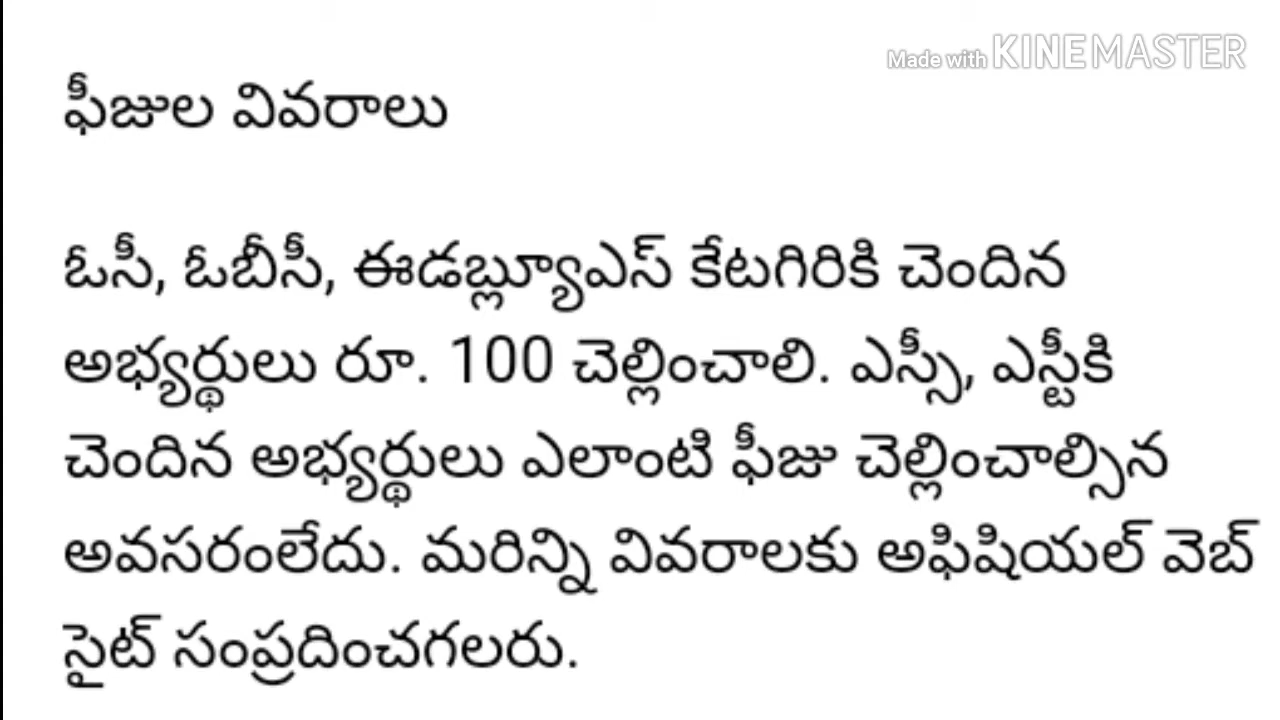 Made with KINEMASTER
ఫీజుల వివరాలు
ఓసీ, ఓబీసీ, ఈడబ్ల్యూఎస్ కేటగిరికి చెందిన
అభ్యర్థులు రూ. 100 చెల్లించాలి. ఎస్సీ, ఎస్టీకి
చెందిన అభ్యర్థులు ఎలాంటి ఫీజు చెల్లించాల్సిన
అవసరంలేదు. మరిన్ని వివరాలకు అఫిషియల్ వెబ్
సైట్ సంప్రదించగలరు.